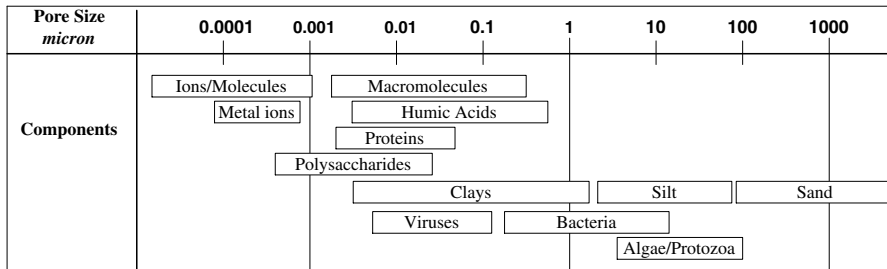 Pore Size
micron
0.0001 0.001 0.01 0.1 1 10 100 1000
Ions/Molecules Macromolecules
Metal ions Humic Acids
Components
Proteins
Polysaccharides
Clays Silt Sand
Viruses Bacteria
Algae/Protozoa